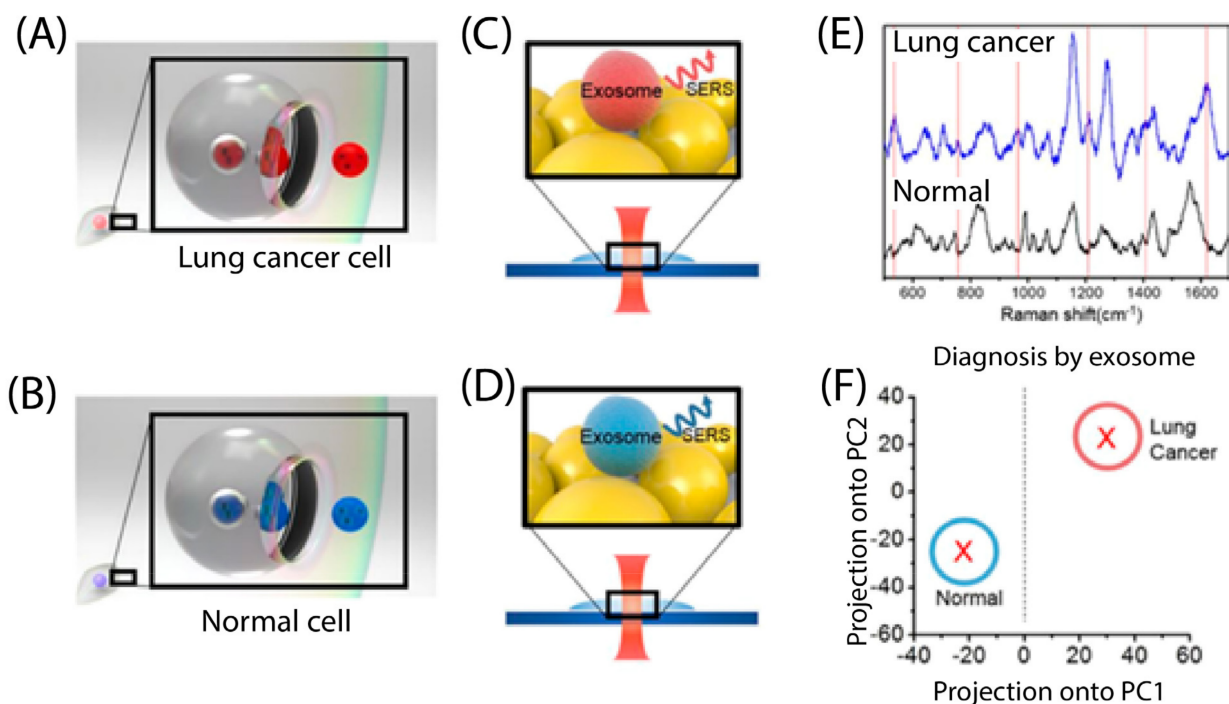 (A)
Lung cancer cell
(B)
Normal cell
(C)
Exosome
SERS
(D)
Exosome
SERS
(E)
Lung cancer
Normal
600 800 1000 1200 1400 1600
Raman shift(cm⁻¹)
Diagnosis by exosome
(F)
Projection onto PC2
40
20
0
-20
-40
-60
Lung
Cancer
X
X
Normal
-40 -20 0 20 40 60
Projection onto PC1